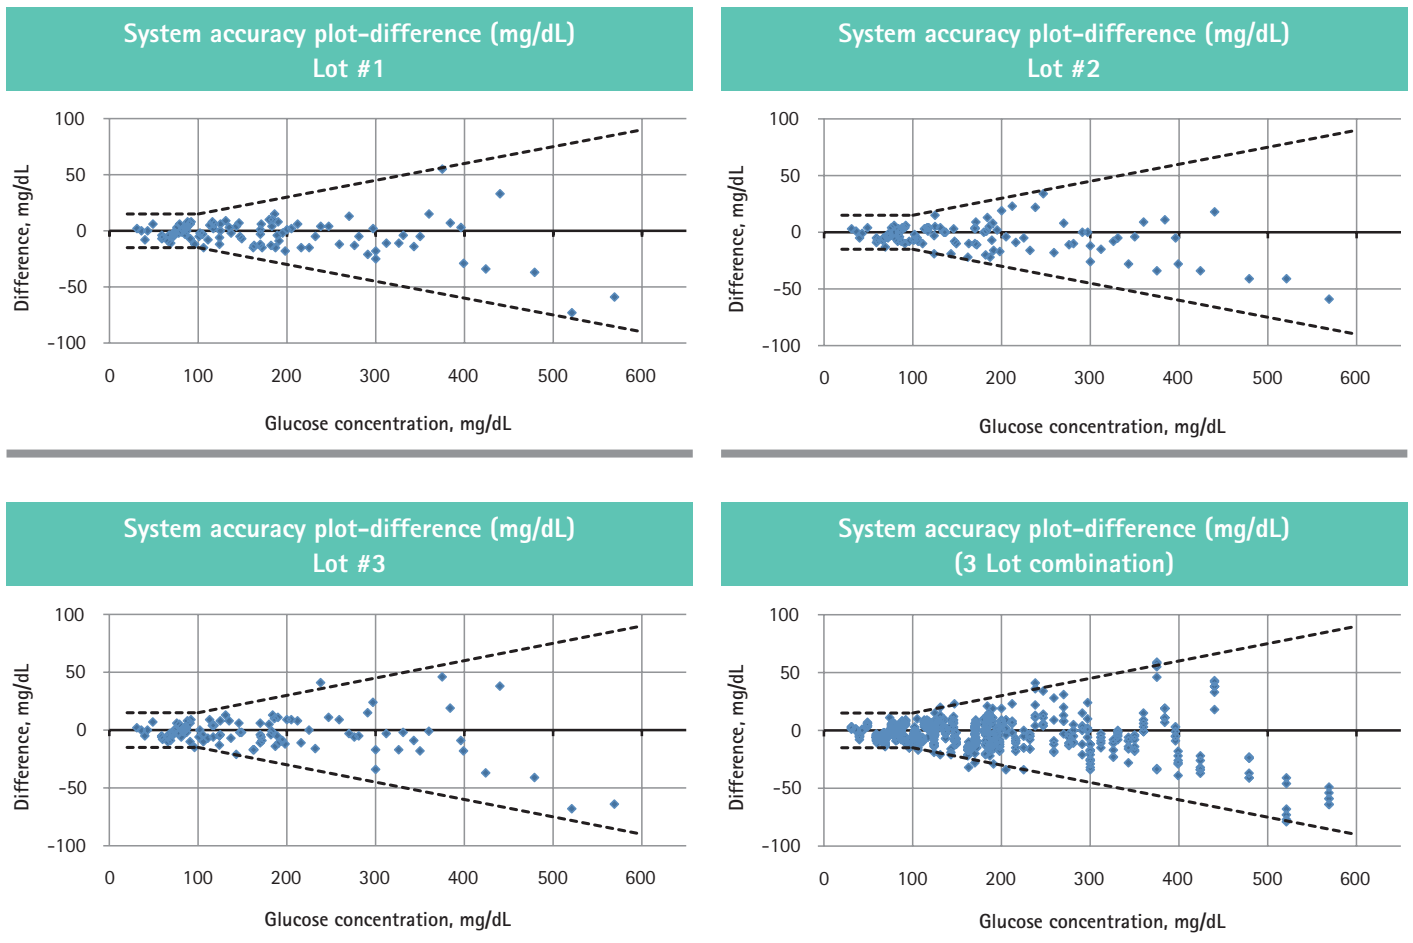 System accuracy plot-difference (mg/dL)
Lot #1
100
50
0
-50
-100
Difference, mg/dL
0 100 200 300 400 500 600
Glucose concentration, mg/dL
System accuracy plot-difference (mg/dL)
Lot #2
100
50
0
-50
-100
Difference, mg/dL
0 100 200 300 400 500 600
Glucose concentration, mg/dL
System accuracy plot-difference (mg/dL)
Lot #3
100
50
0
-50
-100
Difference, mg/dL
0 100 200 300 400 500 600
Glucose concentration, mg/dL
System accuracy plot-difference (mg/dL)
(3 Lot combination)
100
50
0
-50
-100
Difference, mg/dL
0 100 200 300 400 500 600
Glucose concentration, mg/dL